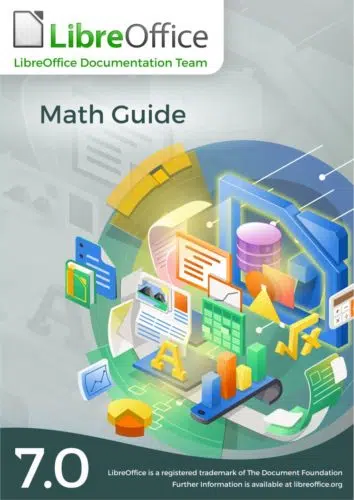 LibreOffice
LibreOffice Documentation Team
Math Guide
7.0
LibreOffice is a registered trademark of The Document Foundation
Further Information is available at libreoffice.org